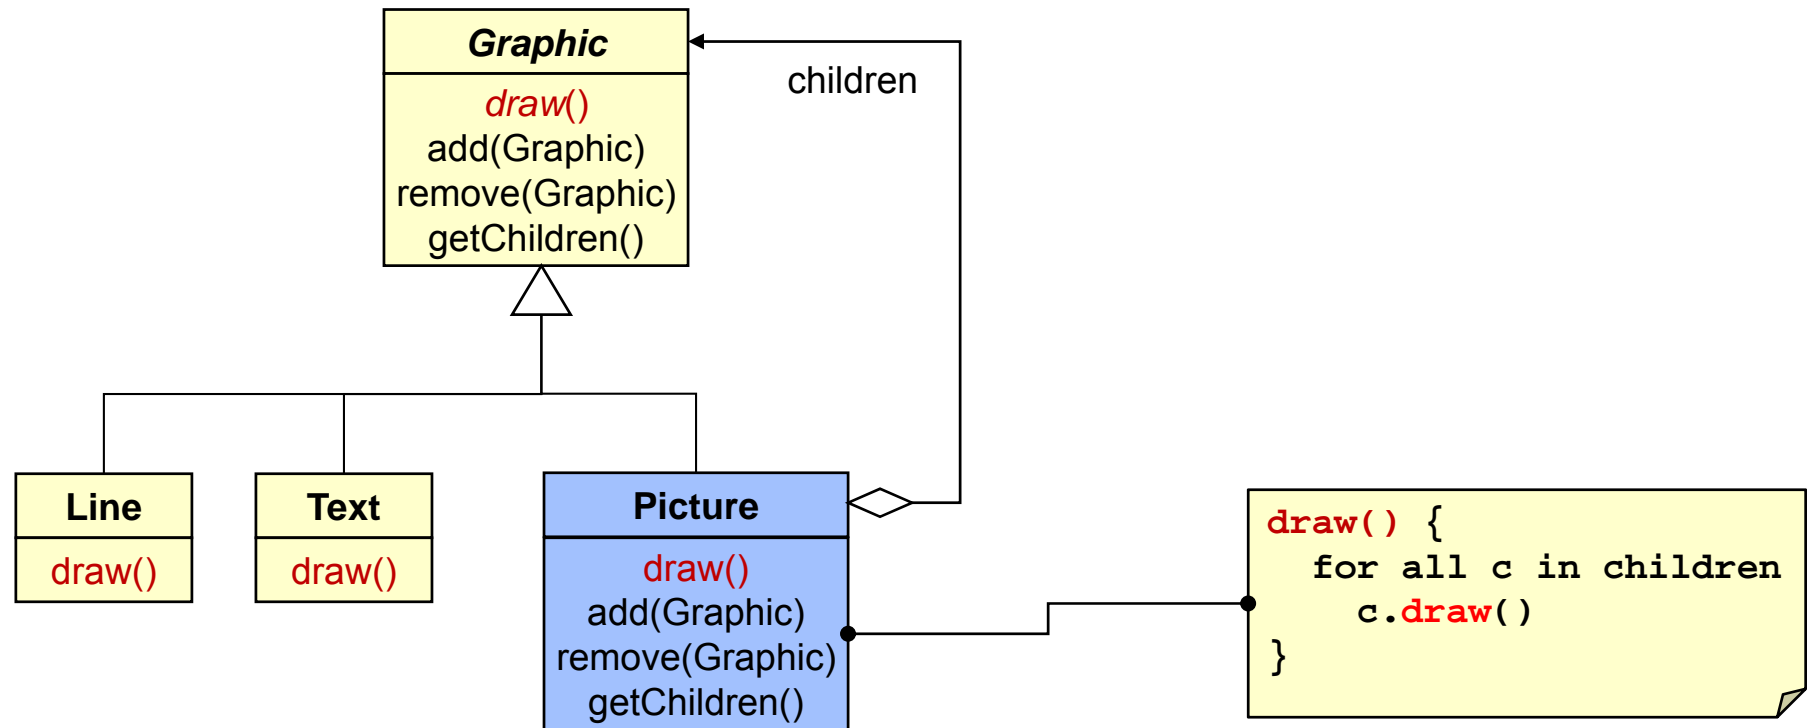 Graphic
draw()
add(Graphic)
remove(Graphic)
getChildren()
children
Line
draw()
Text
draw()
Picture
draw()
add(Graphic)
remove(Graphic)
getChildren()
draw() {
for all c in children
c.draw()
}